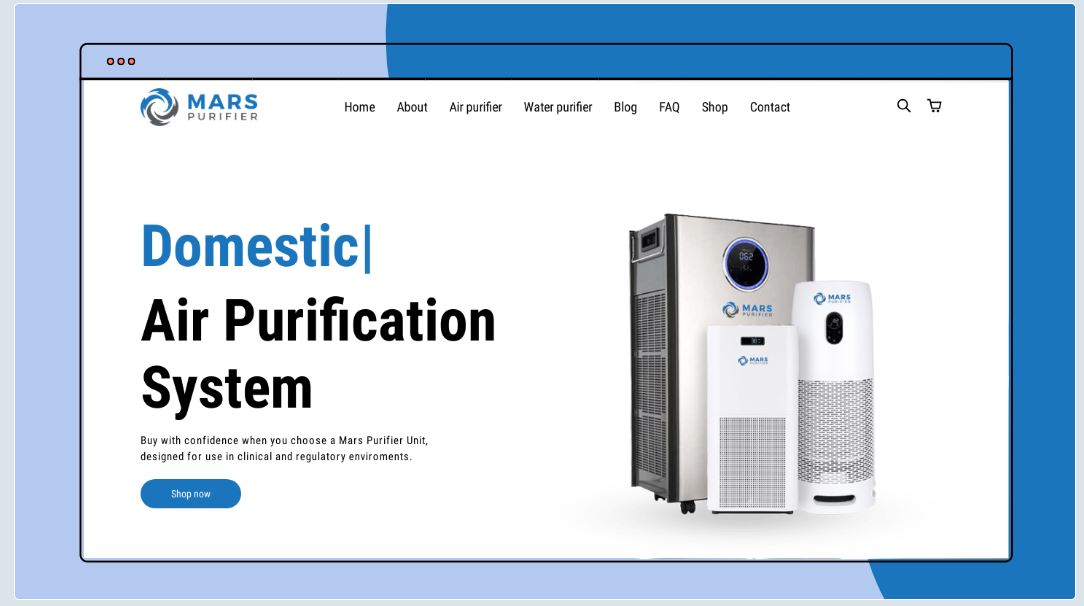 MARS
PURIFIER
Home About Air purifier Water purifier Blog FAQ Shop Contact
Domestic|
Air Purification
System
Buy with confidence when you choose a Mars Purifier Unit,
designed for use in clinical and regulatory enviroments.
Shop now
062
MARS
PURIFIER
MARS
PURIFIER
MARS
PURIFIER